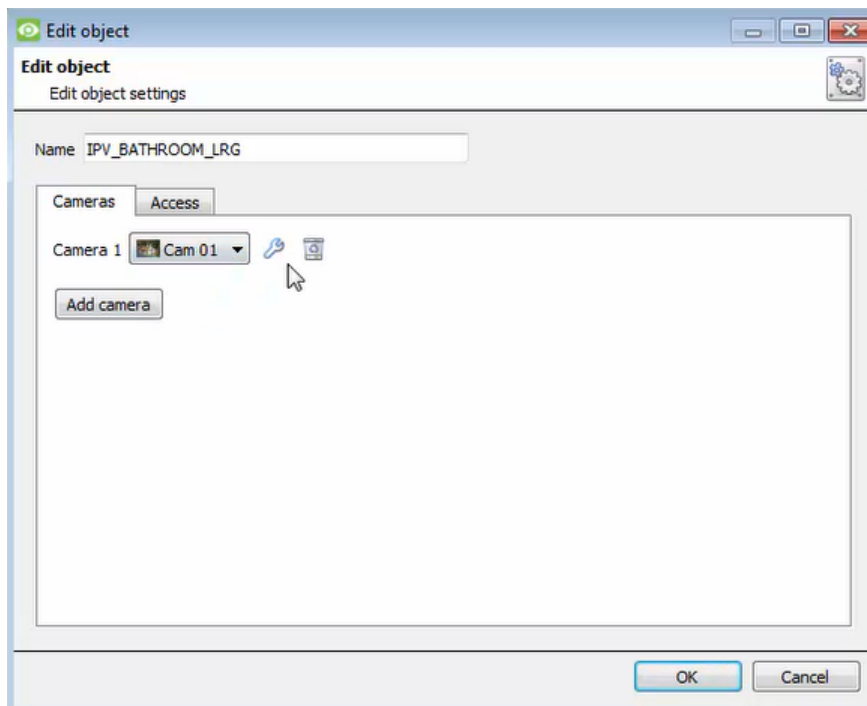 Edit object
Edit object
Edit object settings
Name IPV_BATHROOM_LRG
Cameras Access
Camera 1 Cam 01
Add camera
OK Cancel